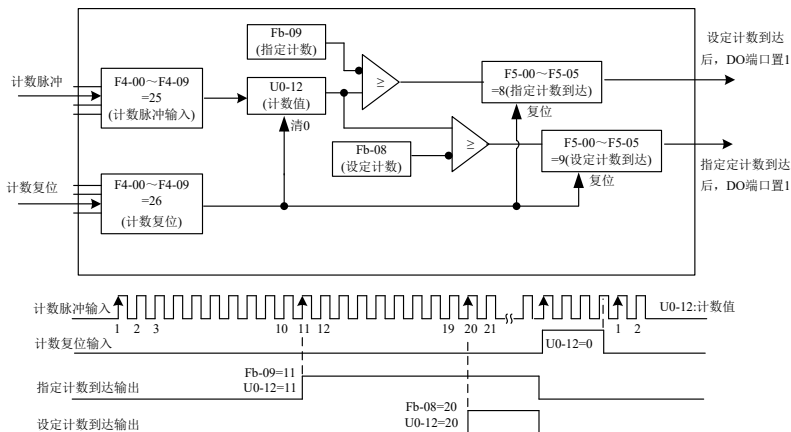 Fb-09
(指定计数)
设定计数到达
后，DO端口置1
计数脉冲
F4-00～F4-09
=25
(计数脉冲输入)
U0-12
(计数值)
≥
F5-00～F5-05
=8(指定计数到达)
清0
复位
Fb-08
(设定计数)
≥
F5-00～F5-05
=9(设定计数到达)
指定定计数到达
后，DO端口置1
计数复位
F4-00～F4-09
=26
(计数复位)
复位
计数脉冲输入
U0-12:计数值
1 2 3 10 11 12 19 20 21 1 2
计数复位输入
U0-12=0
Fb-09=11
指定计数到达输出
U0-12=11
Fb-08=20
设定计数到达输出
U0-12=20